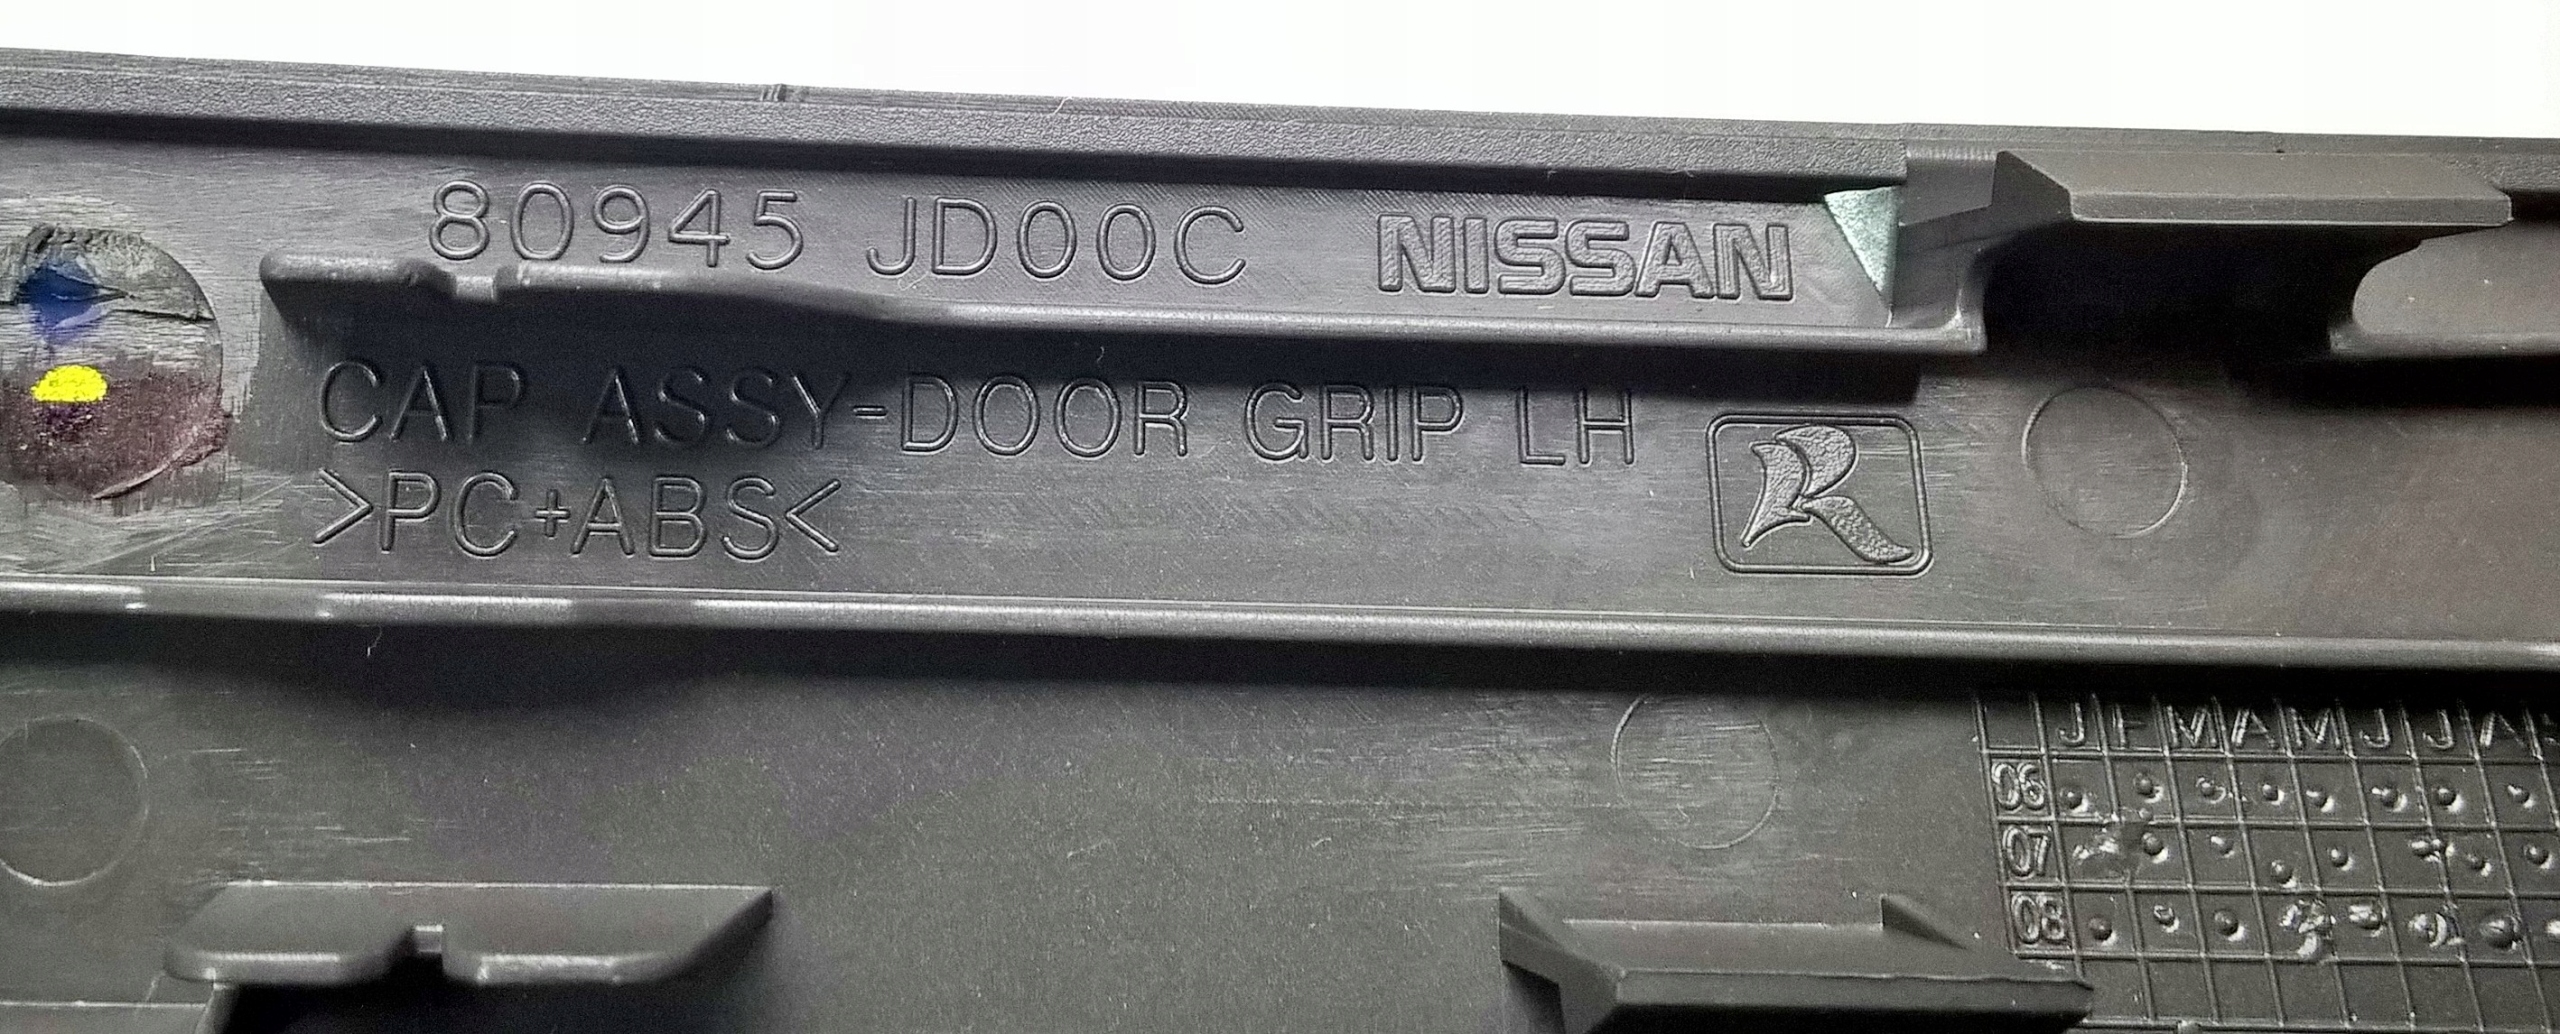 80945 JD00C NISSAN
CAP ASSY-DOOR GRIP LH
>PC+ABS<
R
J F M A M J J A
06
07
08